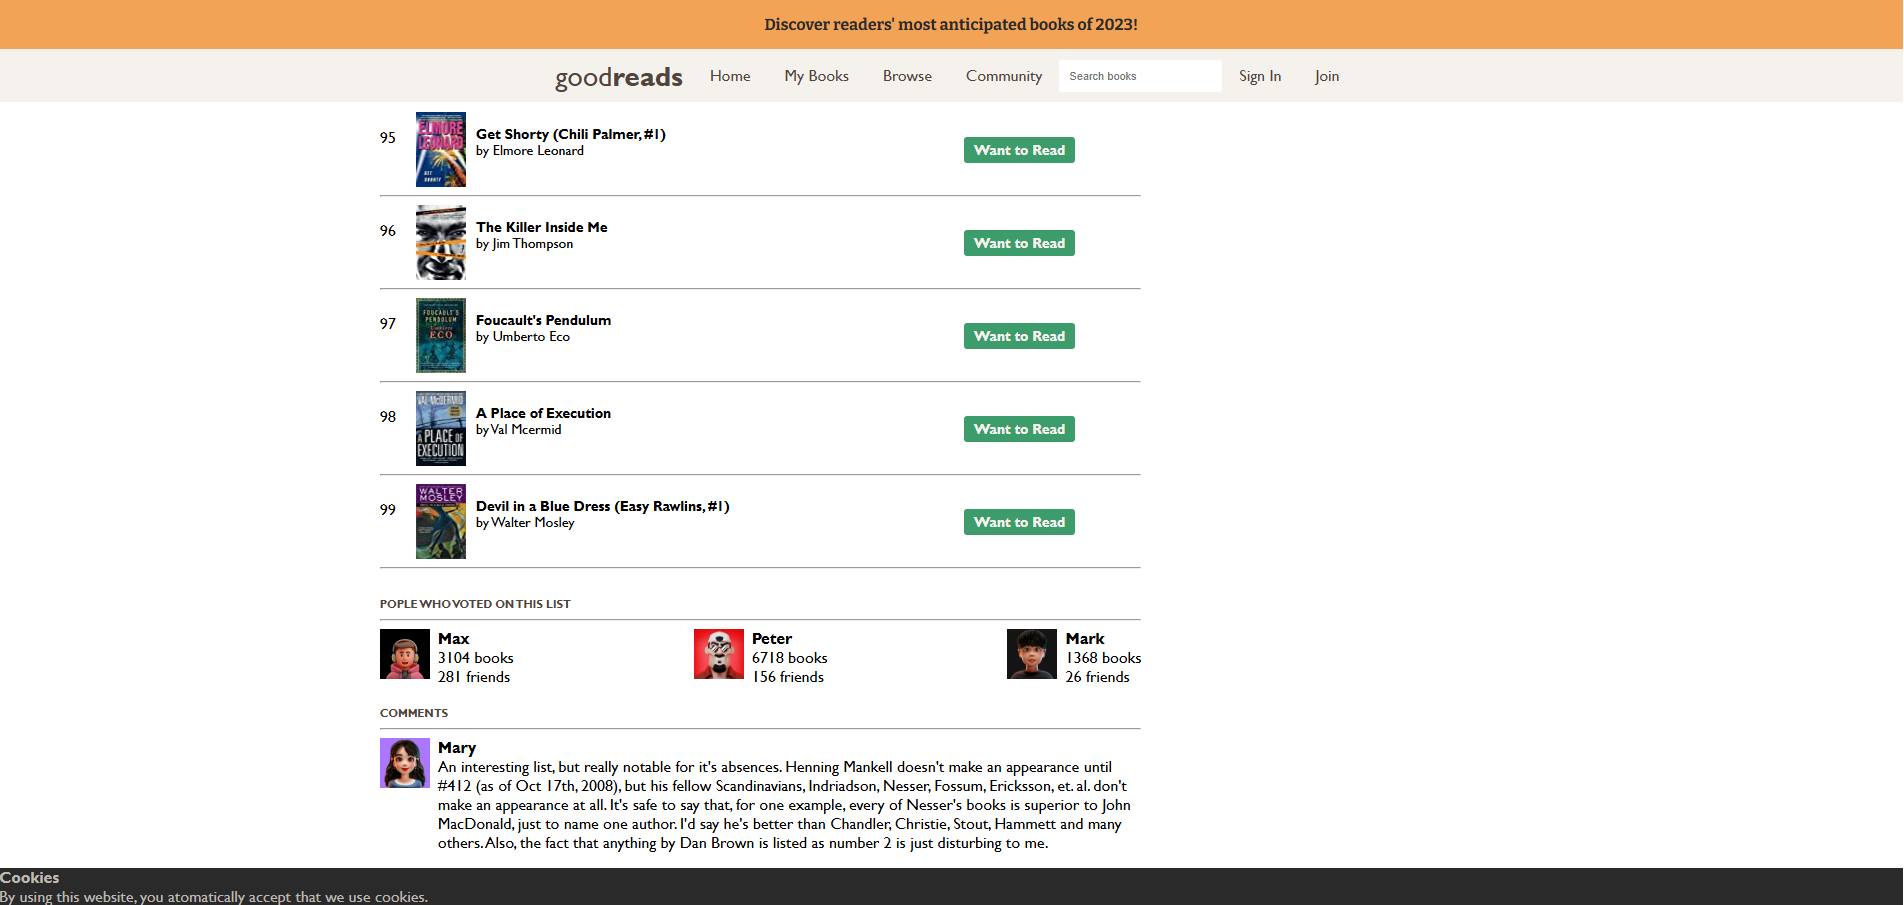 Discover readers' most anticipated books of 2023!
goodreads Home My Books Browse Community Search books Sign In Join
95
ELMORE
LEONARD
GET
SHORTY
Get Shorty (Chili Palmer, #1)
by Elmore Leonard
Want to Read
96
The Killer Inside Me
by Jim Thompson
Want to Read
97
FOUCAULT'S
PENDULUM
Umberto
ECO
Foucault's Pendulum
by Umberto Eco
Want to Read
98
VAL McDERMID
A PLACE OF
EXECUTION
A Place of Execution
by Val Mcermid
Want to Read
99
WALTER
MOSLEY
Devil in a Blue Dress (Easy Rawlins, #1)
by Walter Mosley
Want to Read
POPLE WHO VOTED ON THIS LIST
Max
3104 books
281 friends
Peter
6718 books
156 friends
Mark
1368 books
26 friends
COMMENTS
Mary
An interesting list, but really notable for it's absences. Henning Mankell doesn't make an appearance until
#412 (as of Oct 17th, 2008), but his fellow Scandinavians, Indriadson, Nesser, Fossum, Ericksson, et. al. don't
make an appearance at all. It's safe to say that, for one example, every of Nesser's books is superior to John
MacDonald, just to name one author. I'd say he's better than Chandler, Christie, Stout, Hammett and many
others. Also, the fact that anything by Dan Brown is listed as number 2 is just disturbing to me.
Cookies
By using this website, you atomatically accept that we use cookies.